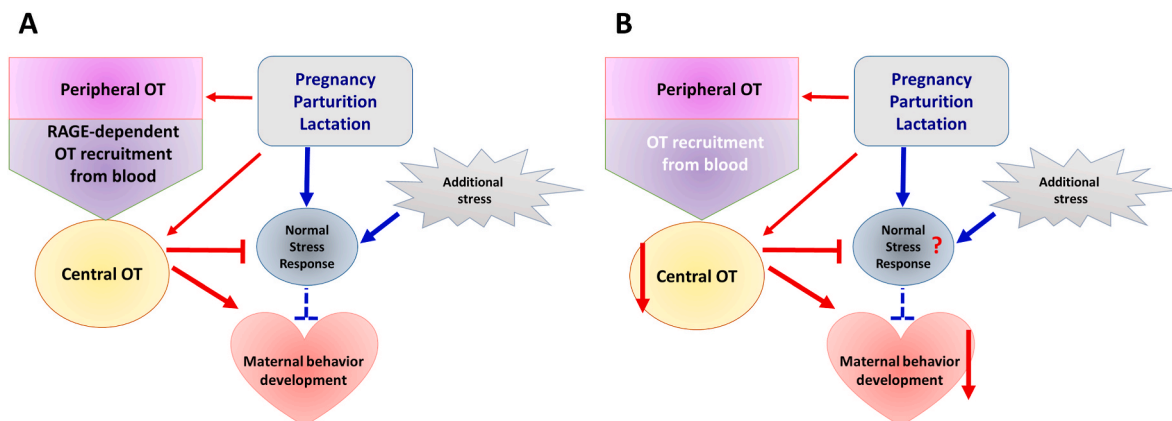 A
Peripheral OT
RAGE-dependent
OT recruitment
from blood
Central OT
Pregnancy
Parturition
Lactation
Additional
stress
Normal
Stress
Response
Maternal behavior
development
B
Peripheral OT
OT recruitment
from blood
Central OT
Pregnancy
Parturition
Lactation
Additional
stress
Normal
Stress ?
Response
Maternal behavior
development